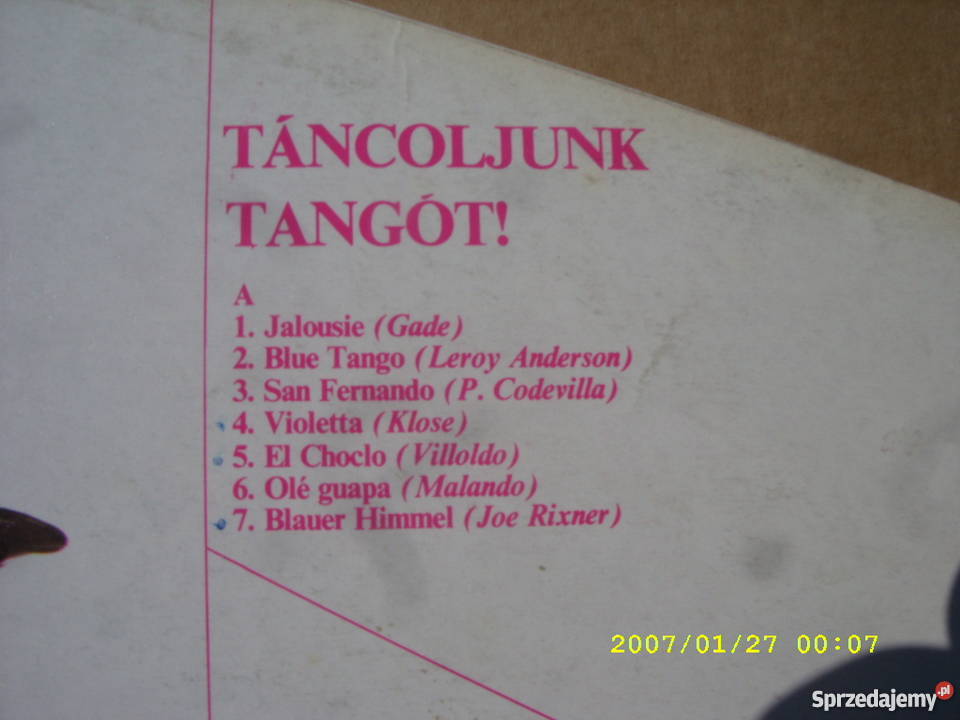 TÁNCOLJUNK
TANGÓT!
A
1. Jalousie (Gade)
2. Blue Tango (Leroy Anderson)
3. San Fernando (P. Codevilla)
4. Violetta (Klose)
5. El Choclo (Villoldo)
6. Olé guapa (Malando)
7. Blauer Himmel (Joe Rixner)
2007/01/27 00:07
Sprzedajemy.pl